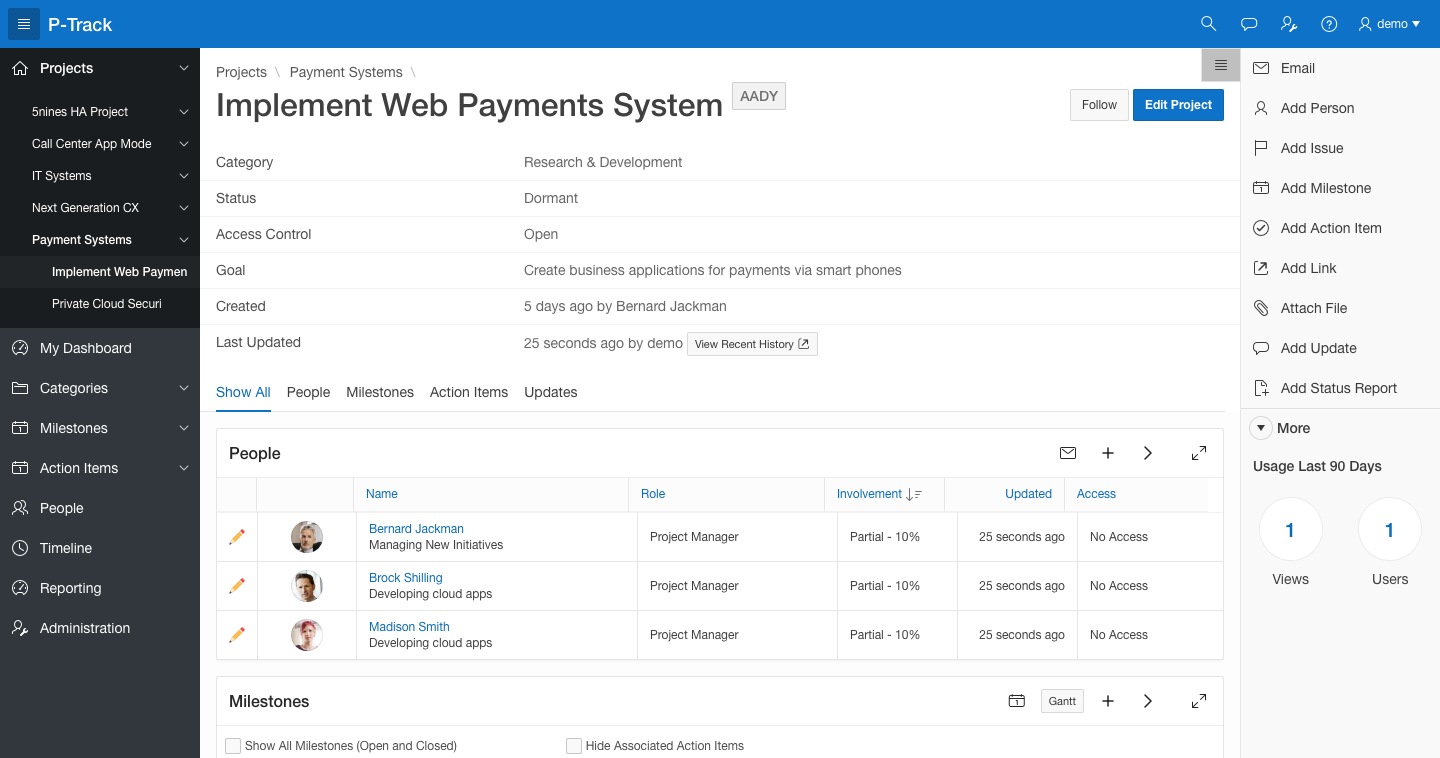 P-Track
demo
Projects
5nines HA Project
Call Center App Mode
IT Systems
Next Generation CX
Payment Systems
Implement Web Paymen
Private Cloud Securi
My Dashboard
Categories
Milestones
Action Items
People
Timeline
Reporting
Administration
Projects \ Payment Systems \
Implement Web Payments System AADY
Follow Edit Project
Category Research & Development
Status Dormant
Access Control Open
Goal Create business applications for payments via smart phones
Created 5 days ago by Bernard Jackman
Last Updated 25 seconds ago by demo View Recent History
Show All People Milestones Action Items Updates
People
Name Role Involvement Updated Access
Bernard Jackman
Managing New Initiatives
Project Manager Partial - 10% 25 seconds ago No Access
Brock Shilling
Developing cloud apps
Project Manager Partial - 10% 25 seconds ago No Access
Madison Smith
Developing cloud apps
Project Manager Partial - 10% 25 seconds ago No Access
Milestones
Gantt
Show All Milestones (Open and Closed) Hide Associated Action Items
Email
Add Person
Add Issue
Add Milestone
Add Action Item
Add Link
Attach File
Add Update
Add Status Report
More
Usage Last 90 Days
1 1
Views Users